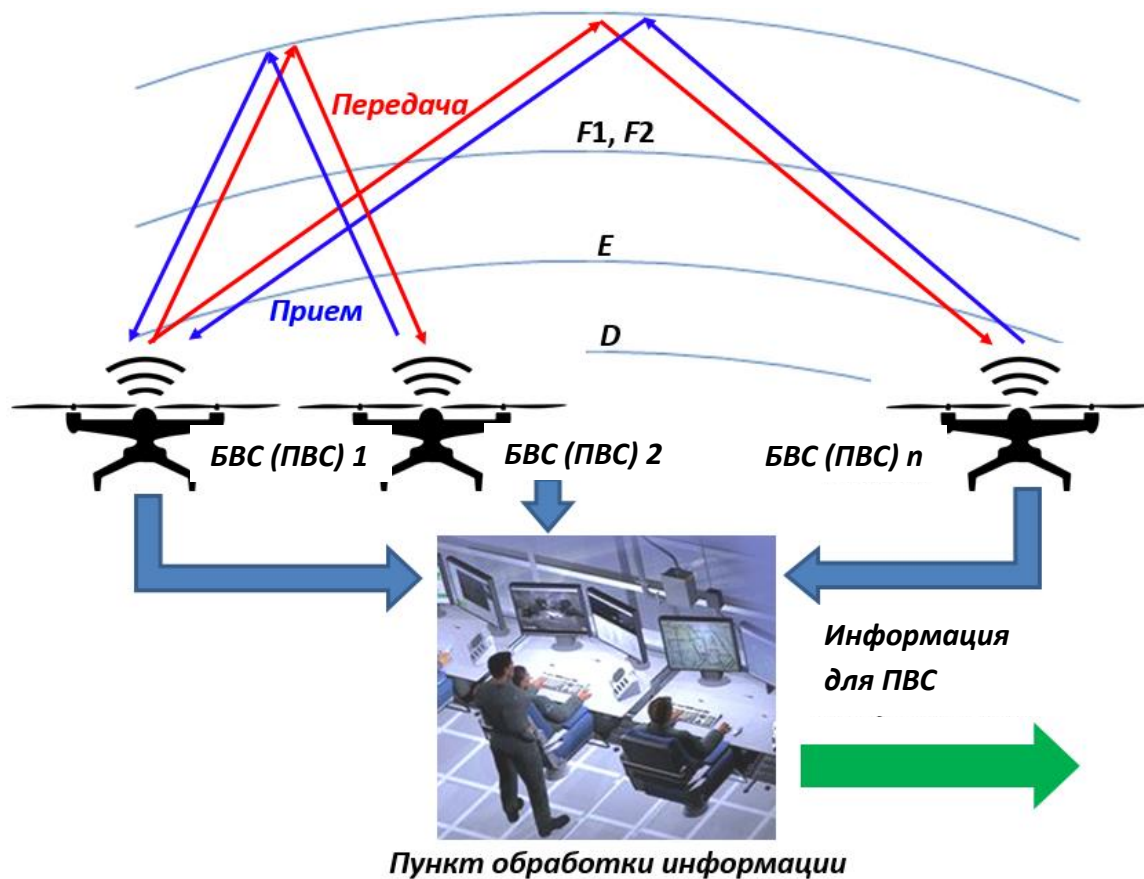 Передача
F1, F2
E
Прием
D
БВС (ПВС) 1
БВС (ПВС) 2
БВС (ПВС) n
Информация
для ПВС
Пункт обработки информации